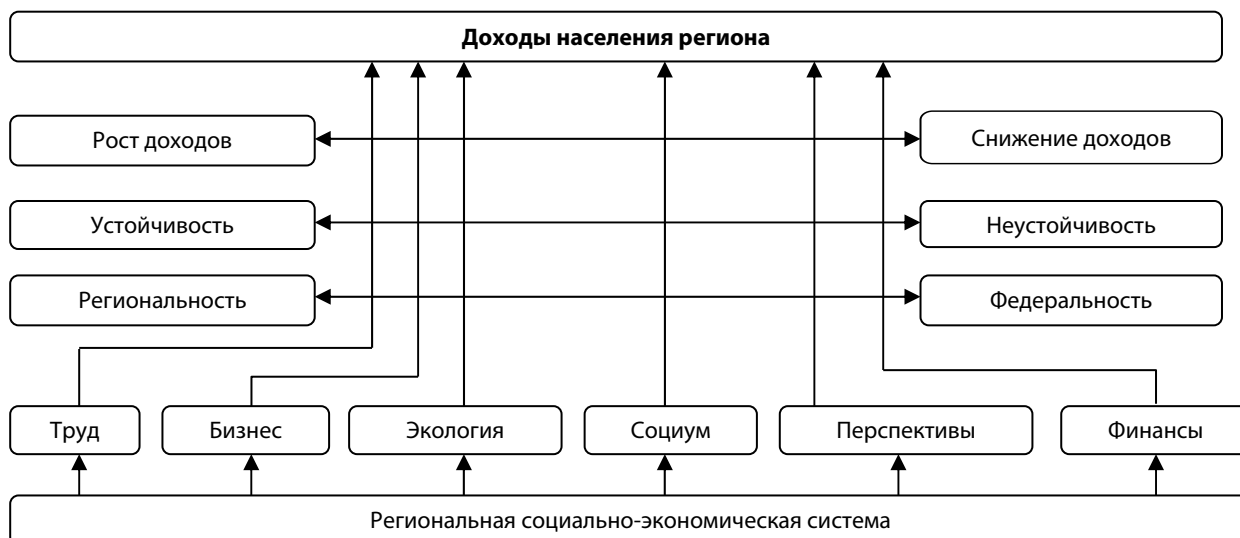 Доходы населения региона
Рост доходов
Снижение доходов
Устойчивость
Неустойчивость
Региональность
Федеральность
Труд
Бизнес
Экология
Социум
Перспективы
Финансы
Региональная социально-экономическая система